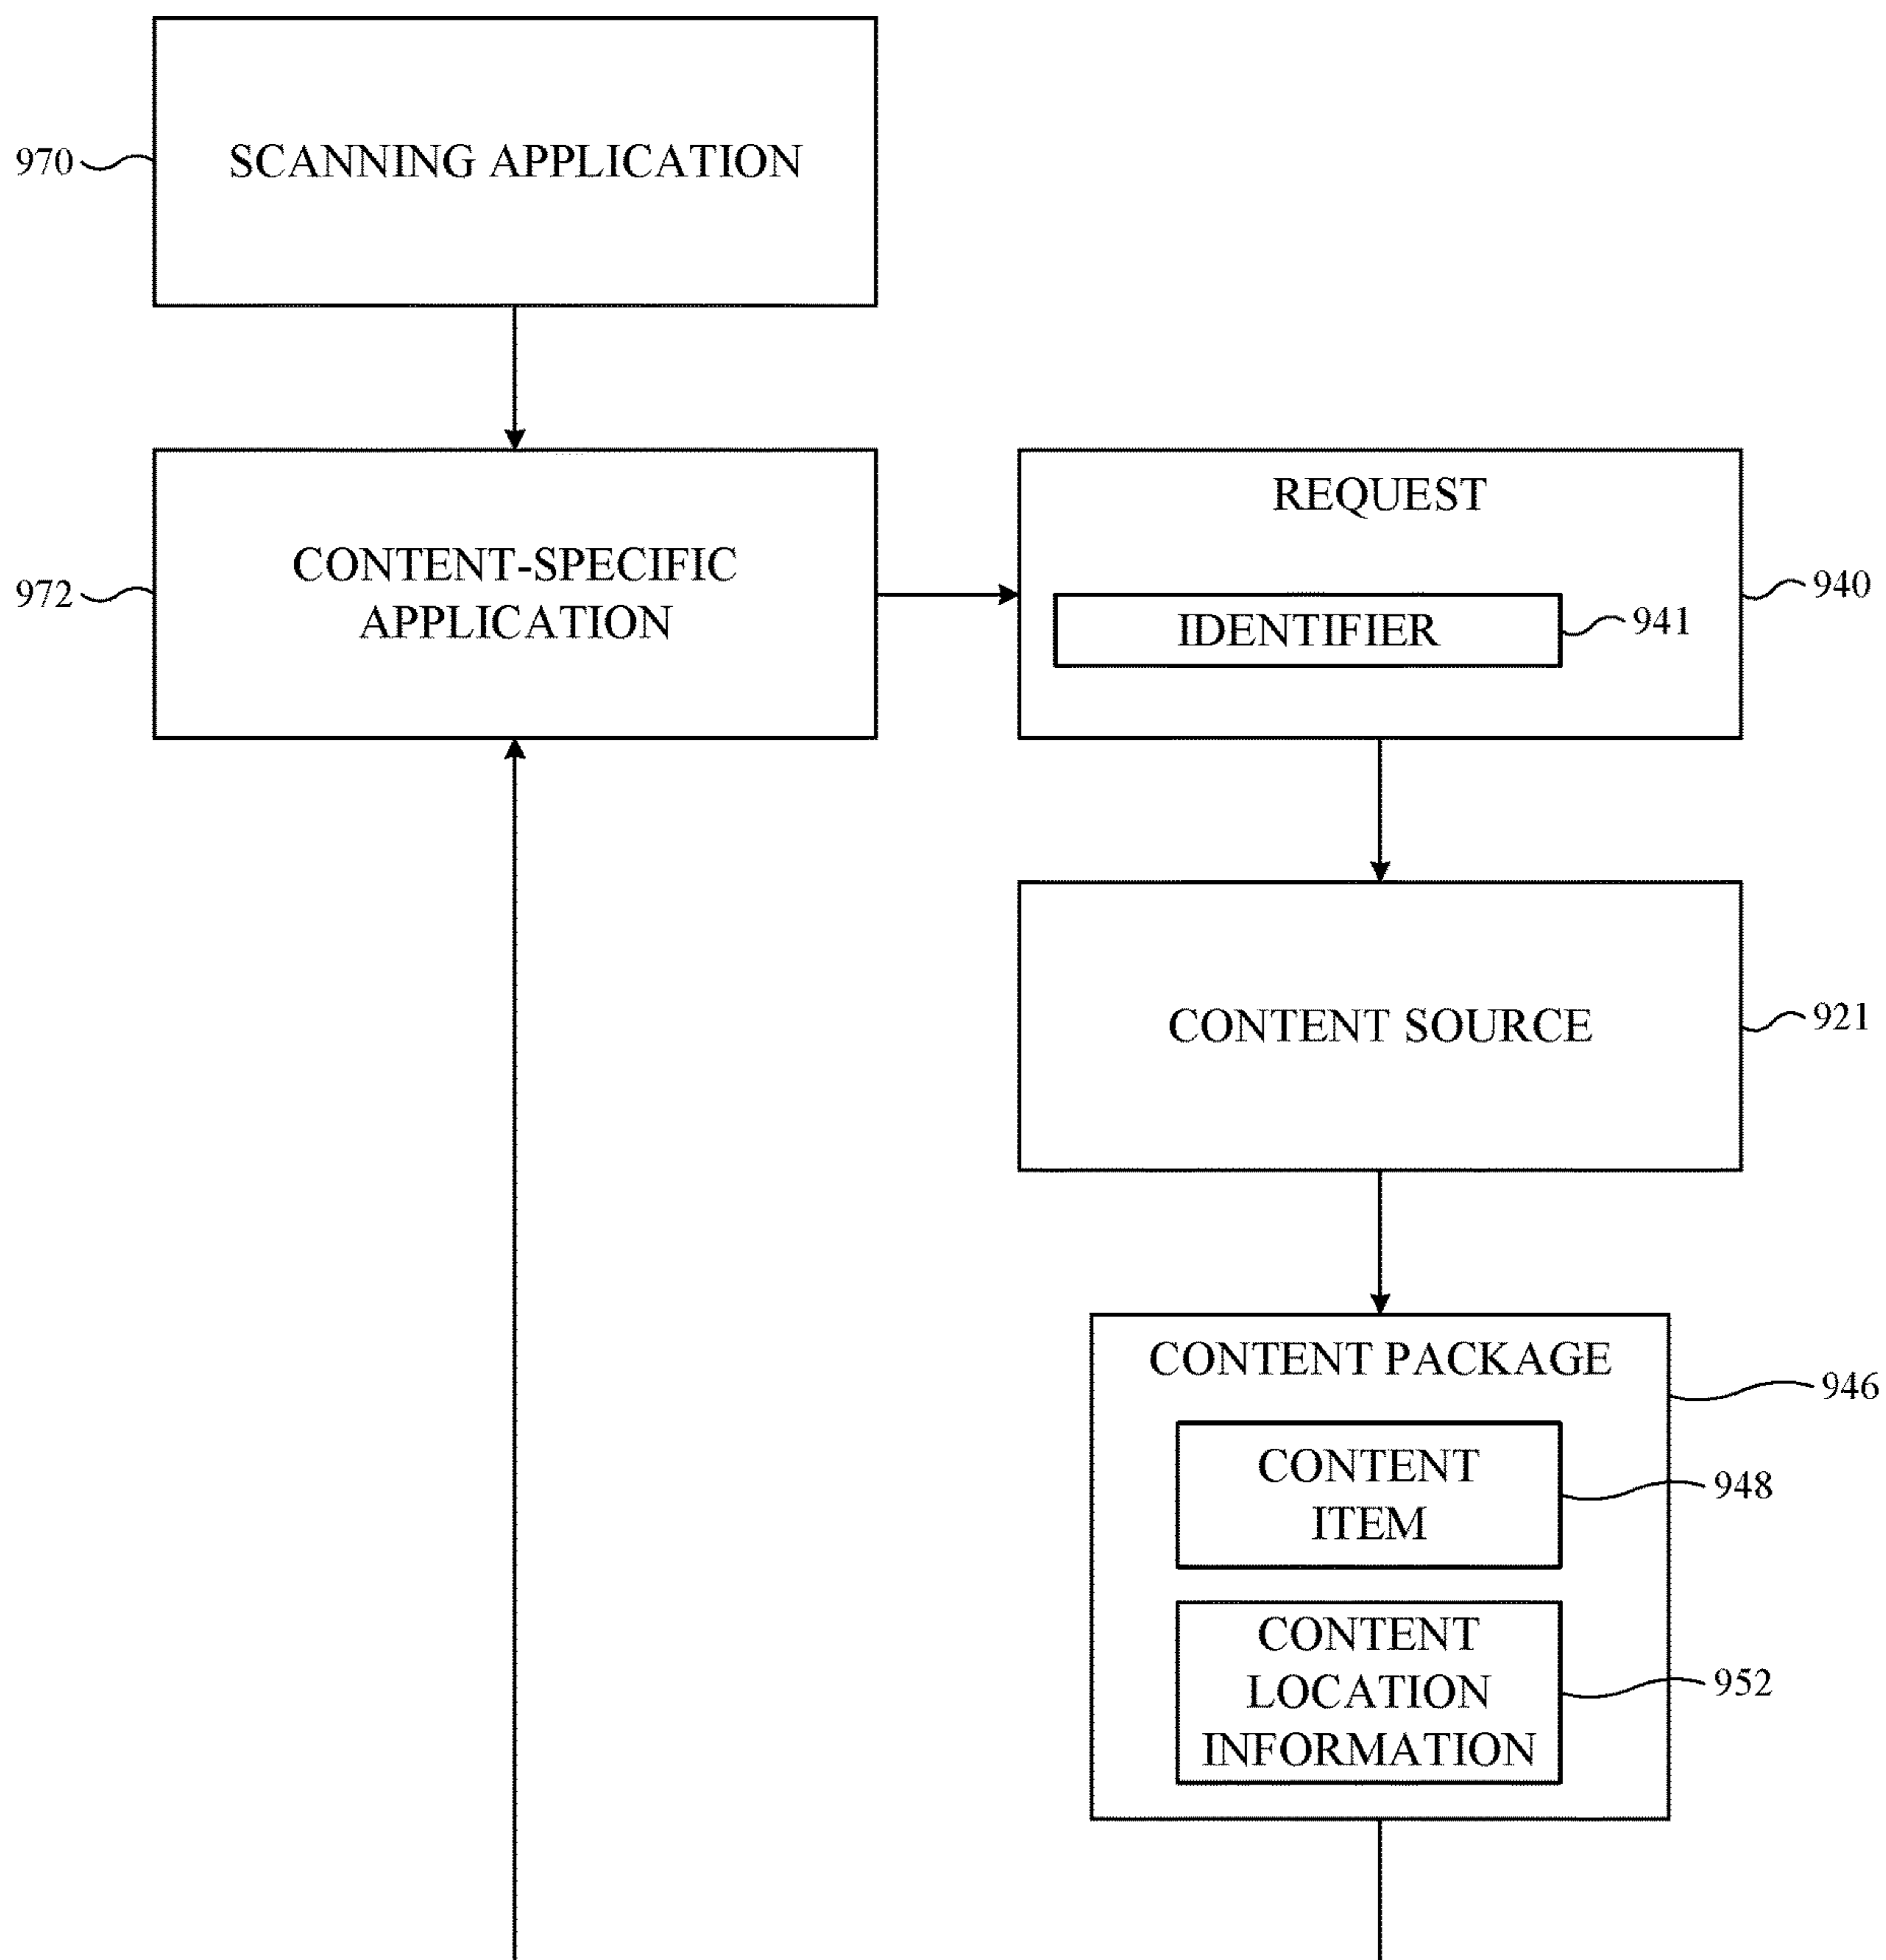 970
SCANNING APPLICATION
972
CONTENT-SPECIFIC
APPLICATION
REQUEST
940
IDENTIFIER
941
CONTENT SOURCE
921
CONTENT PACKAGE
946
CONTENT
ITEM
948
CONTENT
LOCATION
INFORMATION
952